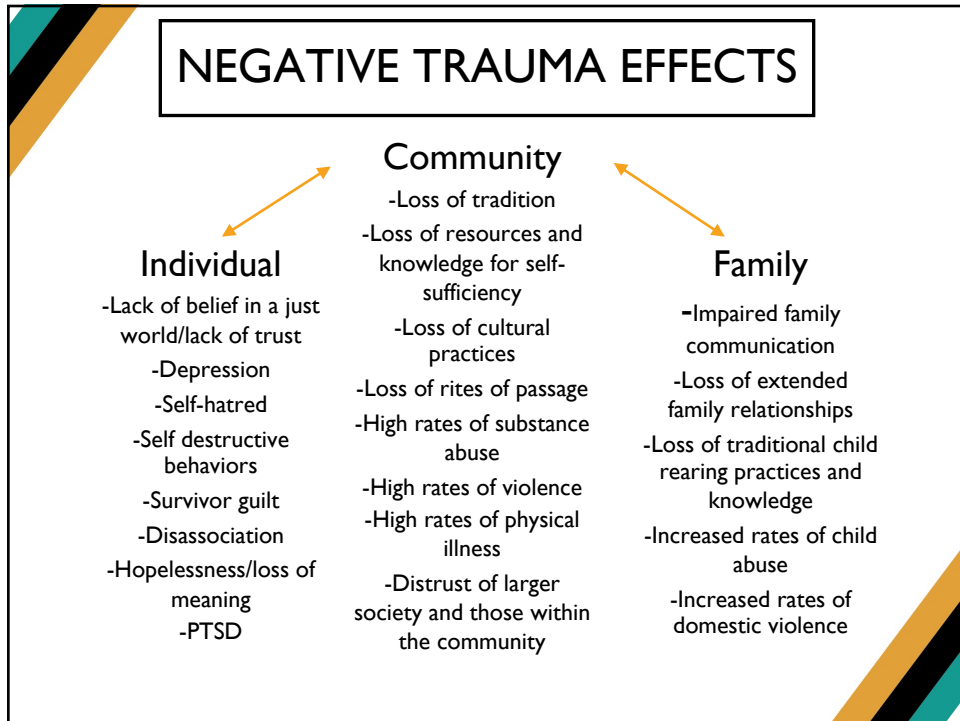 NEGATIVE TRAUMA EFFECTS
Community
-Loss of tradition
-Loss of resources and
knowledge for self-
sufficiency
-Loss of cultural
practices
-Loss of rites of passage
-High rates of substance
abuse
-High rates of violence
-High rates of physical
illness
-Distrust of larger
society and those within
the community
Individual
-Lack of belief in a just
world/lack of trust
-Depression
-Self-hatred
-Self destructive
behaviors
-Survivor guilt
-Disassociation
-Hopelessness/loss of
meaning
-PTSD
Family
-Impaired family
communication
-Loss of extended
family relationships
-Loss of traditional child
rearing practices and
knowledge
-Increased rates of child
abuse
-Increased rates of
domestic violence